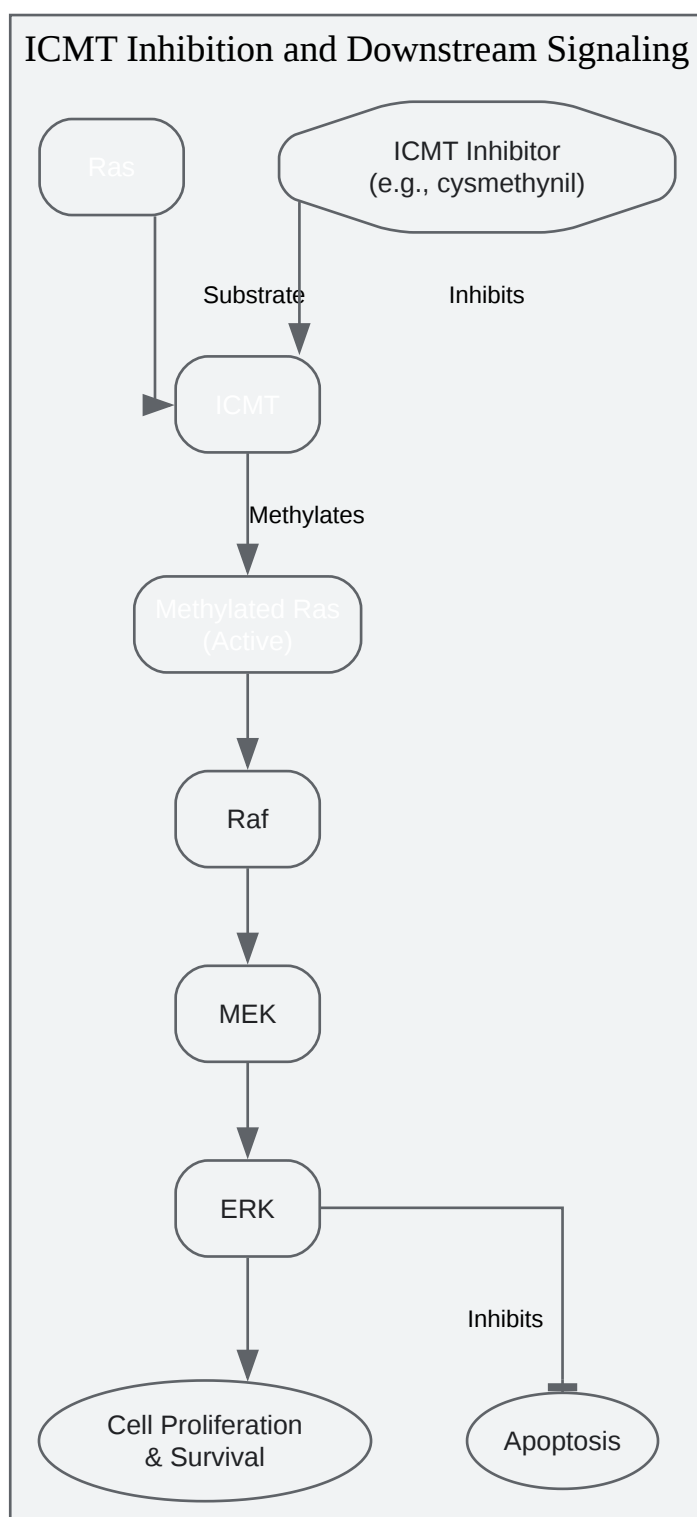 ICMT Inhibition and Downstream Signaling
Ras
ICMT Inhibitor
(e.g., cysmethynil)
Substrate
Inhibits
ICMT
Methylates
Methylated Ras
(Active)
Raf
MEK
ERK
Inhibits
Cell Proliferation
& Survival
Apoptosis